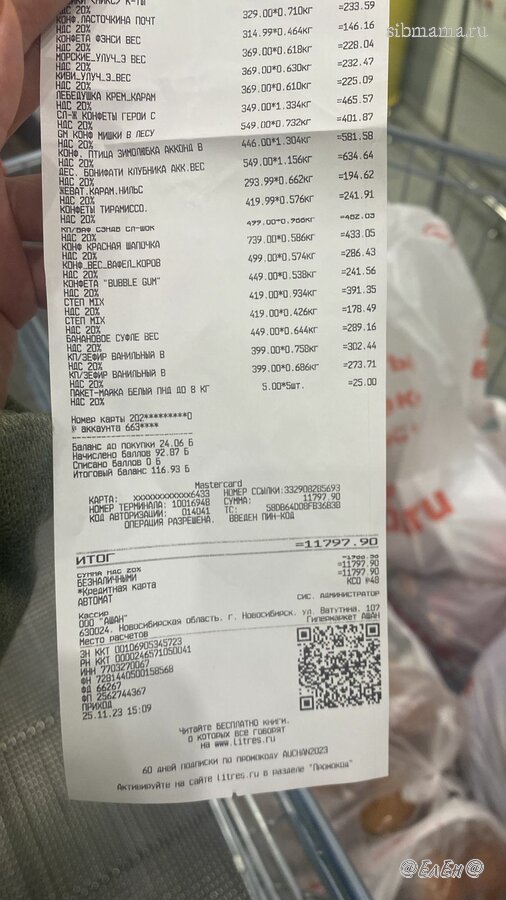 sibmama.ru
=233.59
НДС 20%
КОНФ.ЛАСТОЧКИНА ПОЧТ 329.00*0.710кг
НДС 20% =146.16
КОНФЕТА ФЭНСИ ВЕС 314.99*0.464кг
НДС 20% =228.04
МОРСКИЕ_УЛУЧ_З ВЕС 369.00*0.618кг
НДС 20% =232.47
КИВИ_УЛУЧ_З_ВЕС 369.00*0.630кг
НДС 20% =225.09
ЛЕБЕДУШКА КРЕМ_КАРАМ 369.00*0.610кг
НДС 20% =465.57
СЛ-Ж КОНФЕТЫ ГЕРОИ С 349.00*1.334кг
НДС 20% =401.87
GM КОНФ МИШКИ В ЛЕСУ 549.00*0.732кг
НДС 20% =581.58
КОНФ. ПТИЦА ЗИМОЛЮБКА АККОНД В 446.00*1.304кг
НДС 20% =634.64
ДЕС. БОНИФАТИ КЛУБНИКА АКК.ВЕС 549.00*1.156кг
НДС 20% =194.62
ЖЕВАТ.КАРАМ.НИЛЬС 293.99*0.662кг
НДС 20% =241.91
КОНФЕТЫ ТИРАМИССО. 419.99*0.576кг
НДС 20%
КП/ВАФ СЭНДВ СЛ-ШОК
НДС 20% =433.05
КОНФ КРАСНАЯ ШАПОЧКА 739.00*0.586кг
НДС 20% =286.43
КОНФ_ВЕС_ВАФЕЛ_КОРОВ 499.00*0.574кг
НДС 20% =241.56
КОНФЕТА "BUBBLE GUM" 449.00*0.538кг
НДС 20% =391.35
СТЕП MIX 419.00*0.934кг
НДС 20% =178.49
СТЕП MIX 419.00*0.426кг
НДС 20% =289.16
БАНАНОВОЕ СУФЛЕ ВЕС 449.00*0.644кг
НДС 20% =302.44
КП/ЗЕФИР ВАНИЛЬНЫЙ В 399.00*0.758кг
НДС 20% =273.71
КП/ЗЕФИР ВАНИЛЬНЫЙ В 399.00*0.686кг
НДС 20% =25.00
ПАКЕТ-МАЙКА БЕЛЫЙ ПНД ДО 8 КГ 5.00*5шт.
НДС 20%
Номер карты 202*********0
№ аккаунта 663****
Баланс до покупки 24.06 Б
Начислено баллов 92.87 Б
Списано баллов 0 Б
Итоговый баланс 116.93 Б
Mastercard
КАРТА: XXXXXXXXXXXX6433 НОМЕР ССЫЛКИ:332908285693
НОМЕР ТЕРМИНАЛА: 10016948 СУММА: 11797.90
КОД АВТОРИЗАЦИИ: 014041 ТС: 58DB64DD8FB36B3B
ОПЕРАЦИЯ РАЗРЕШЕНА. ВВЕДЕН ПИН-КОД
ИТОГ =11797.90
СУММА НДС 20%
БЕЗНАЛИЧНЫМИ =11797.90
*Кредитная карта =11797.90
АВТОМАТ КСО №48
Кассир СИС. АДМИНИСТРАТОР
ООО "АШАН"
630024, Новосибирская область, г. Новосибирск, ул. Ватутина, 107
Место расчетов Гипермаркет АШАН
ЗН ККТ 00106905345723
РН ККТ 0000246571050041
ИНН 7703270067
ФН 7281440500158568
ФД 66267
ФП 2562744367
ПРИХОД
25.11.23 15:09
Читайте БЕСПЛАТНО книги,
о которых все говорят
на www.litres.ru
60 дней подписки по промокоду AUCHAN2023
Активируйте на сайте litres.ru в разделе "Промокод"
.ru
@ЕлЕн@